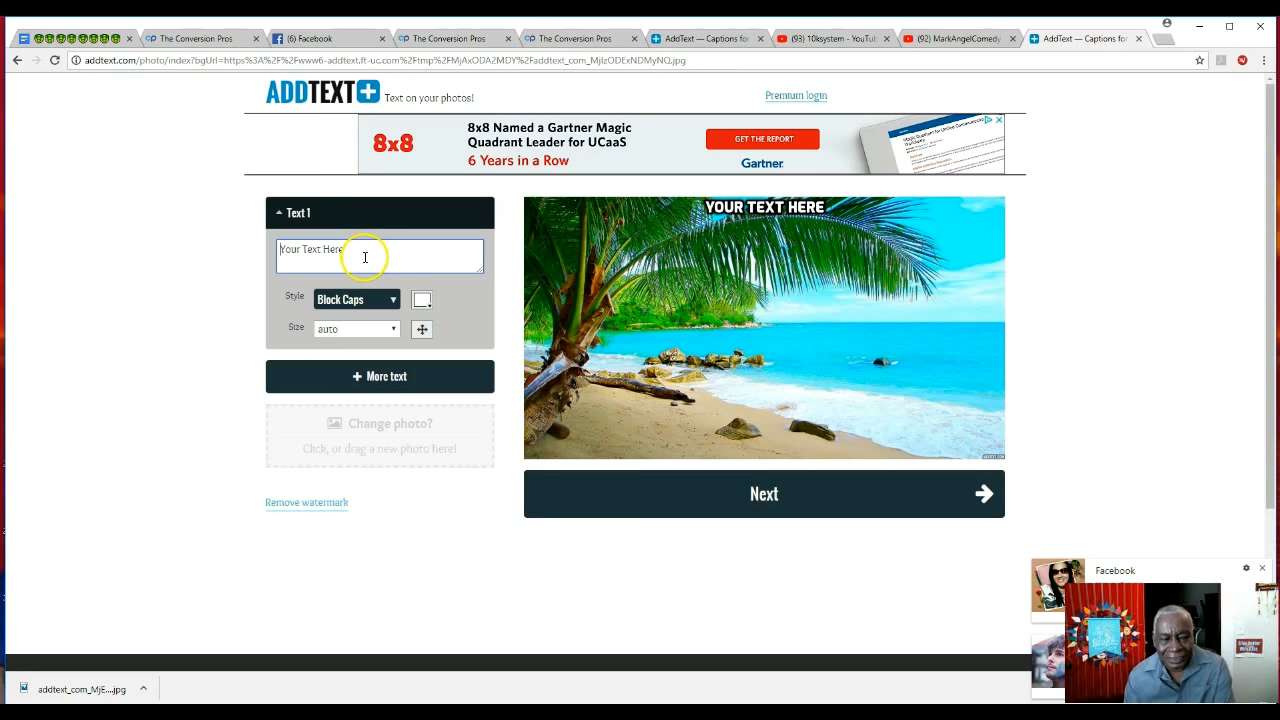 The Conversion Pros
(6) Facebook
The Conversion Pros
The Conversion Pros
AddText — Captions for
(93) 10ksystem - YouTu
(92) MarkAngelComedy
AddText — Captions for
addtext.com/photo/index?bgUrl=https%3A%2F%2Fwww6-addtext.ft-uc.com%2Ftmp%2FMjAxODA2MDY%2Faddtext_com_MjIzODExNDMyNQ.jpg
ADDTEXT Text on your photos!
Premium login
8x8
8x8 Named a Gartner Magic
Quadrant Leader for UCaaS
6 Years in a Row
GET THE REPORT
Gartner
Text 1
Your Text Here
Style
Block Caps
Size
auto
+ More text
Change photo?
Click, or drag a new photo here!
Remove watermark
YOUR TEXT HERE
ADDTEXT.COM
Next
Facebook
addtext_com_MjE....jpg